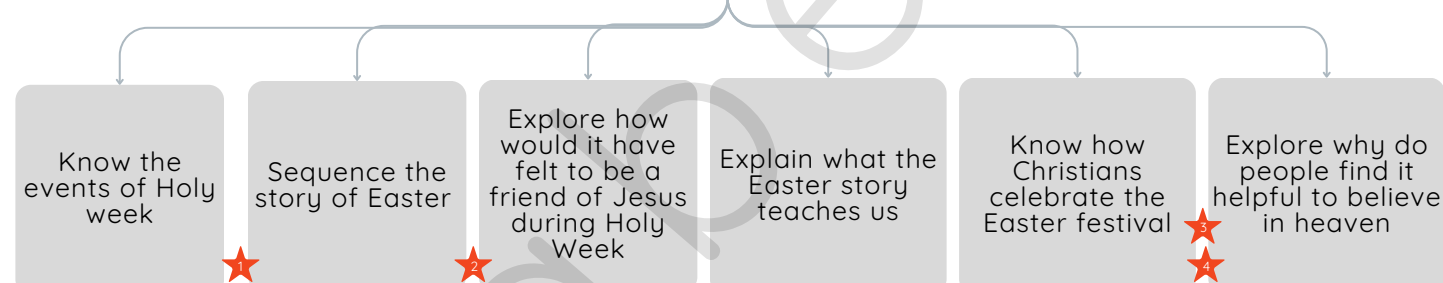 Know the
events of Holy
week
1
Sequence the
story of Easter
2
Explore how
would it have
felt to be a
friend of Jesus
during Holy
Week
Explain what the
Easter story
teaches us
Know how
Christians
celebrate the
Easter festival
3
4
Explore why do
people find it
helpful to believe
in heaven